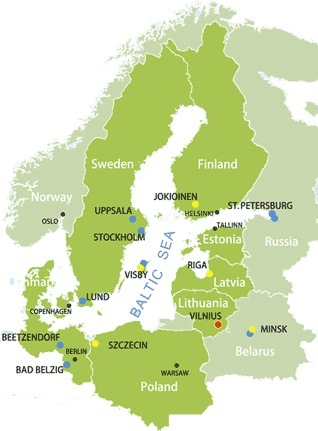 Sweden
Finland
Norway
OSLO
JOKIOINEN
UPPSALA
HELSINKI
ST.PETERSBURG
STOCKHOLM
TALLINN
Estonia
Russia
BALTIC SEA
VISBY
RIGA
Latvia
LUND
COPENHAGEN
Lithuania
VILNIUS
BEETZENDORF
SZCZECIN
MINSK
BERLIN
Belarus
BAD BELZIG
WARSAW
Poland